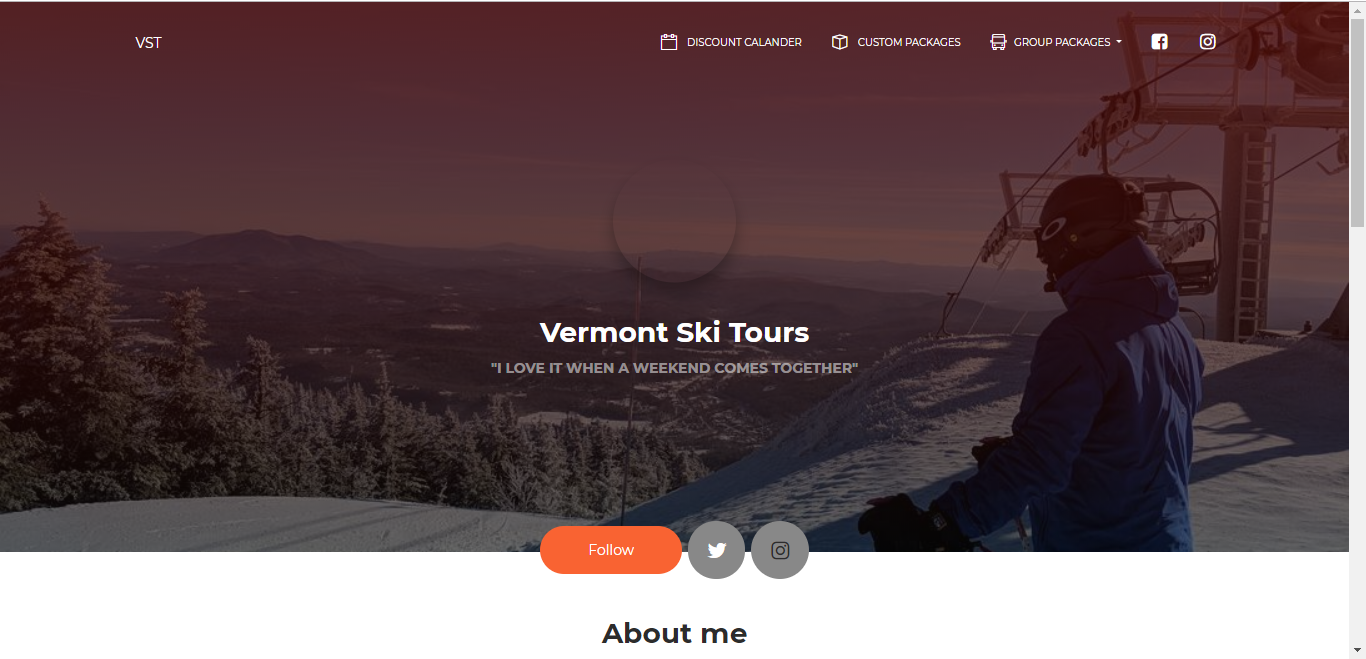 VST
DISCOUNT CALANDER
CUSTOM PACKAGES
GROUP PACKAGES
Vermont Ski Tours
"I LOVE IT WHEN A WEEKEND COMES TOGETHER"
Follow
About me